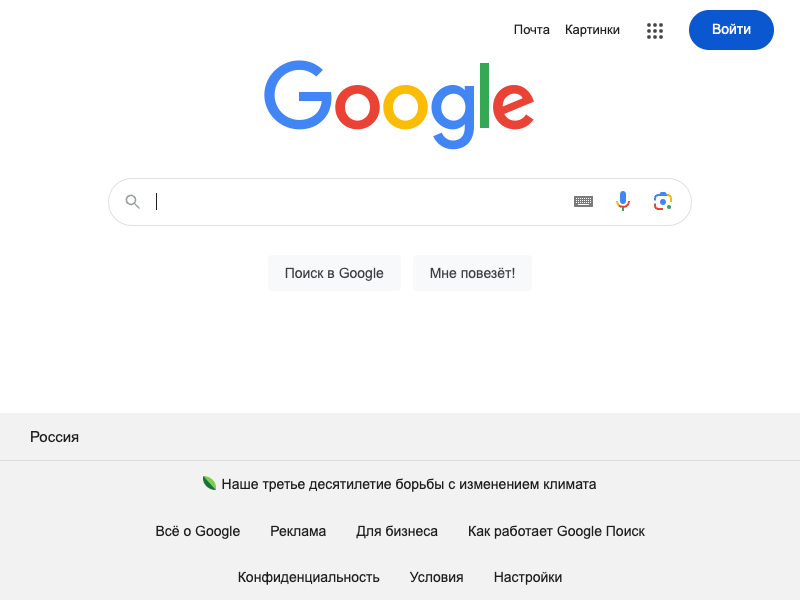 Почта Картинки Войти
Google
Поиск в Google Мне повезёт!
Россия
Наше третье десятилетие борьбы с изменением климата
Всё о Google Реклама Для бизнеса Как работает Google Поиск
Конфиденциальность Условия Настройки